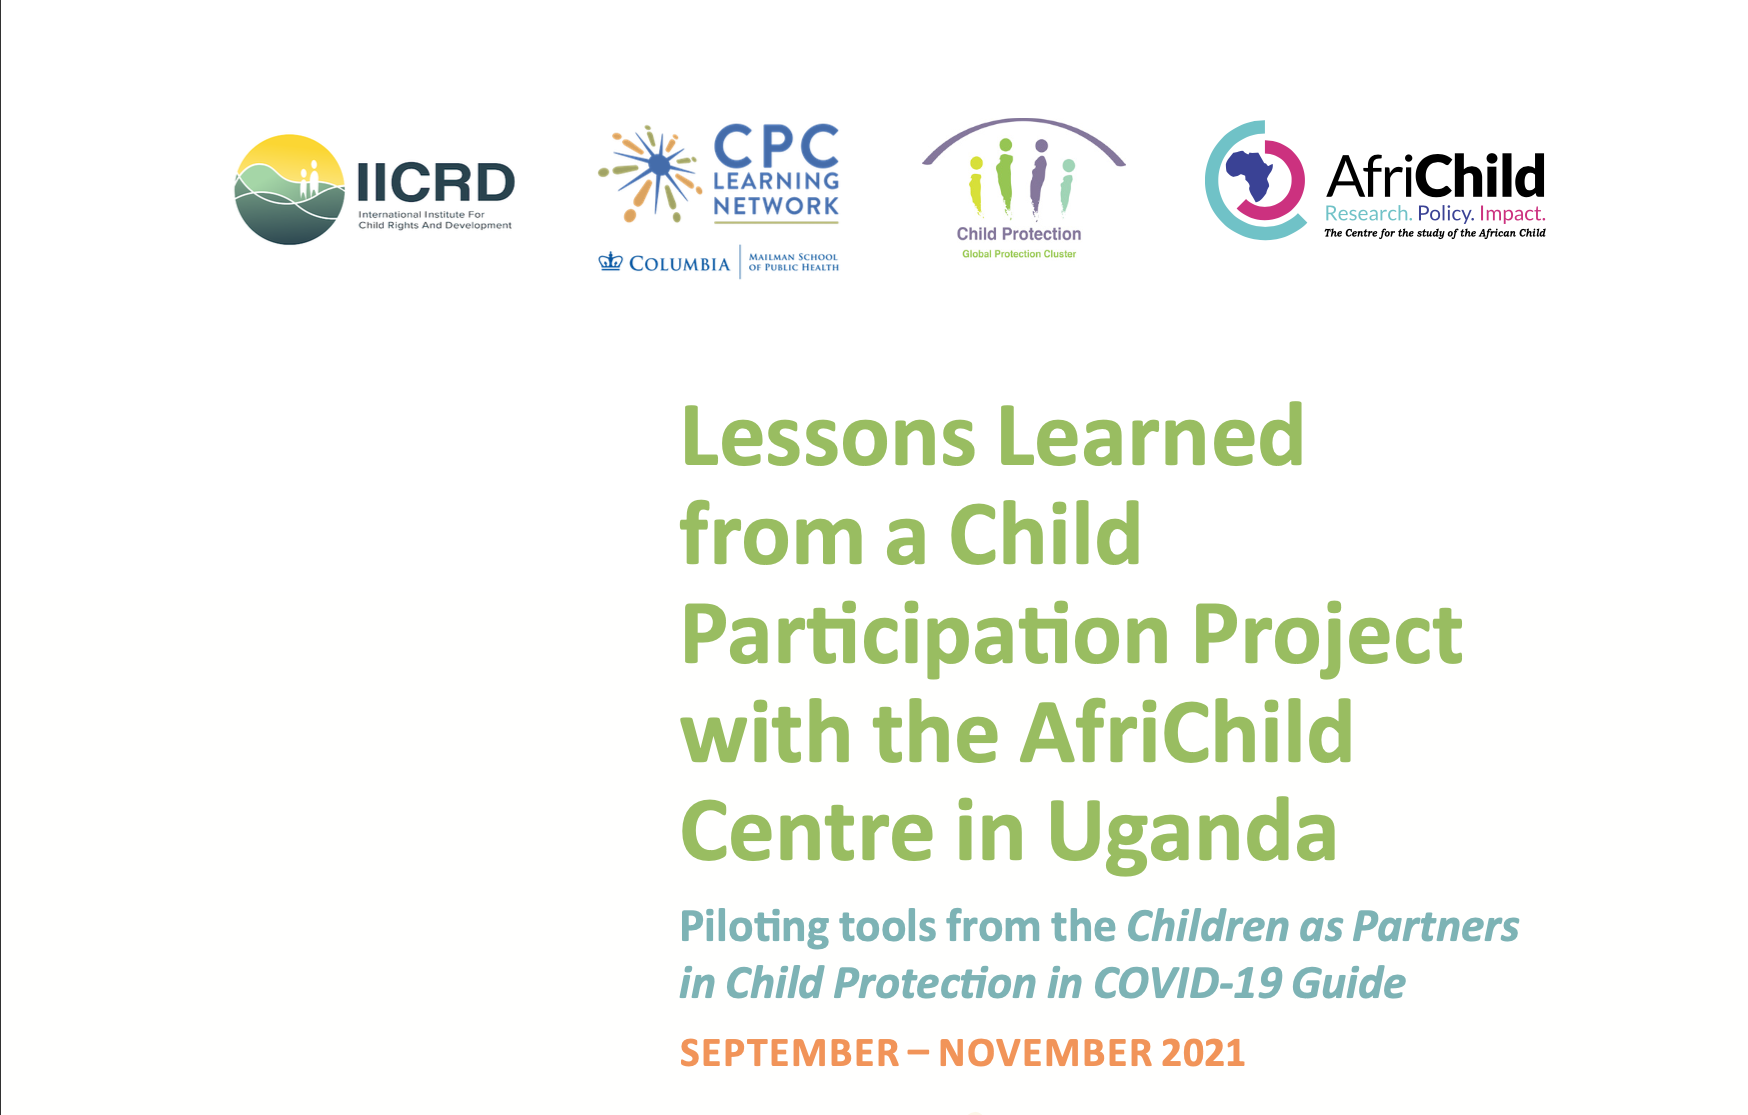 IICRD
International Institute For
Child Rights And Development
CPC
LEARNING
NETWORK
COLUMBIA
MAILMAN SCHOOL
OF PUBLIC HEALTH
Child Protection
Global Protection Cluster
AfriChild
Research. Policy. Impact.
The Centre for the study of the African Child
Lessons Learned
from a Child
Participation Project
with the AfriChild
Centre in Uganda
Piloting tools from the Children as Partners
in Child Protection in COVID-19 Guide
SEPTEMBER – NOVEMBER 2021